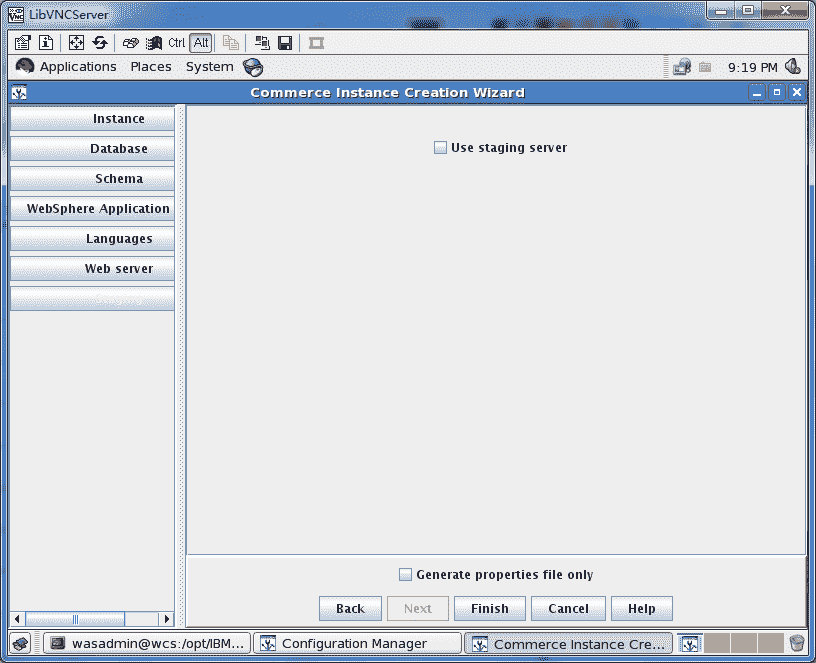 LibVNCServer
Ctrl Alt
Applications Places System 9:19 PM
Commerce Instance Creation Wizard
Instance
Database
Schema
WebSphere Application
Languages
Web server
Use staging server
Generate properties file only
Back Next Finish Cancel Help
wasadmin@wcs:/opt/IBM... Configuration Manager Commerce Instance Cre...